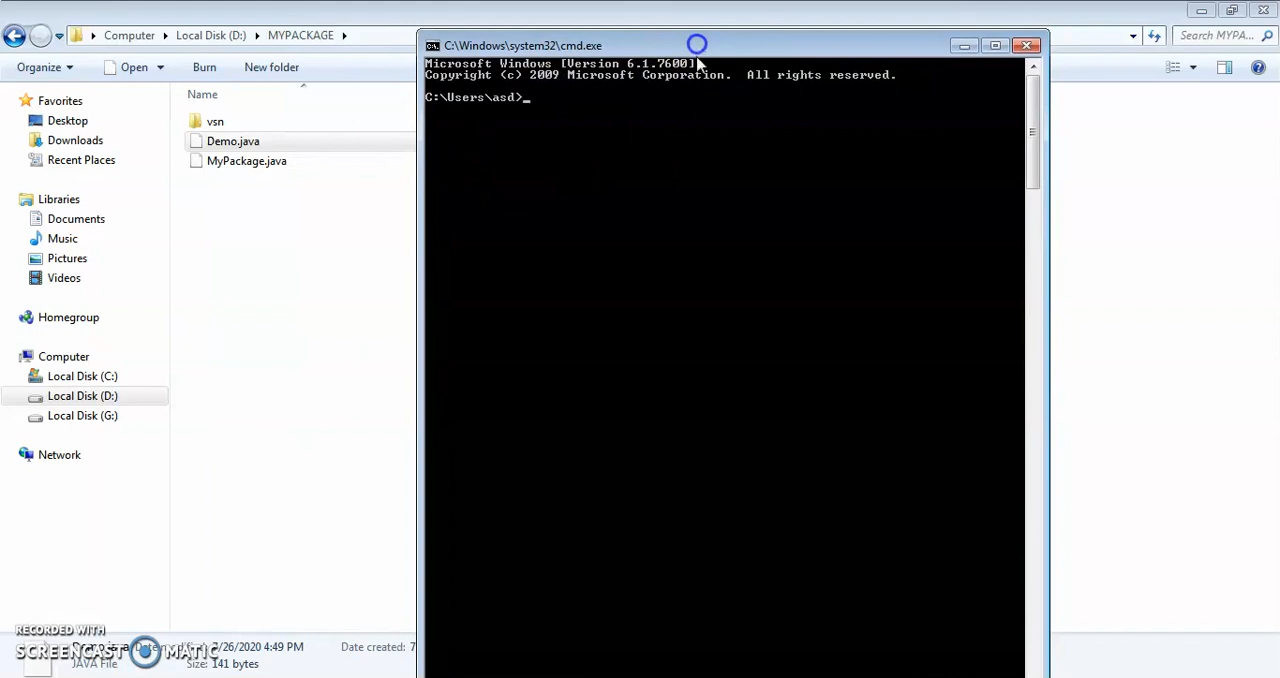 Computer
Local Disk (D:)
MYPACKAGE
Search MYPA...
Organize
Open
Burn
New folder
C:\Windows\system32\cmd.exe
Microsoft Windows [Version 6.1.7600]
Copyright (c) 2009 Microsoft Corporation. All rights reserved.
C:\Users\asd>_
Name
vsn
Demo.java
MyPackage.java
Favorites
Desktop
Downloads
Recent Places
Libraries
Documents
Music
Pictures
Videos
Homegroup
Computer
Local Disk (C:)
Local Disk (D:)
Local Disk (G:)
Network
RECORDED WITH
SCREENCAST MATIC
7/26/2020 4:49 PM
Date created: 7
JAVA File
Size: 141 bytes